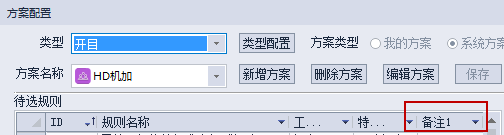 方案配置
类型 开目 类型配置 方案类型 我的方案 系统方案
方案名称 HD机加 新增方案 删除方案 编辑方案 保存
待选规则
ID 规则名称 工... 特... 备注1